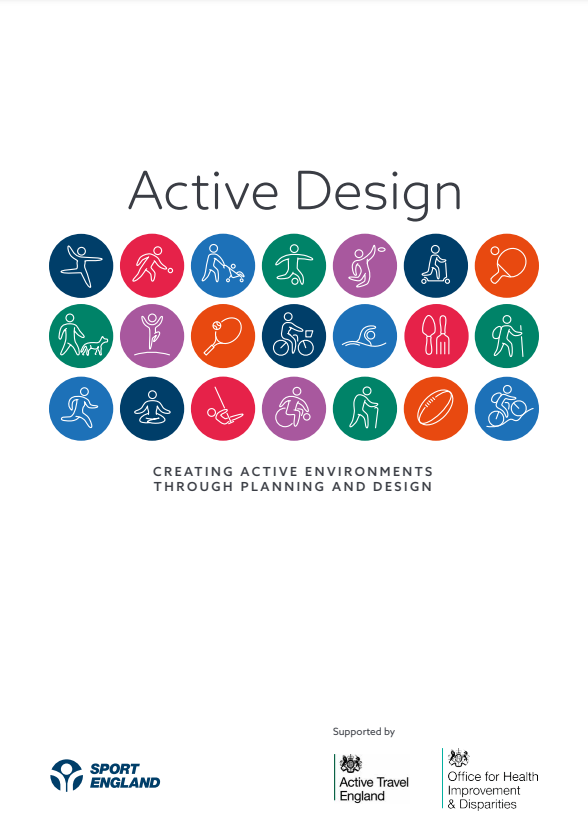 Active Design
CREATING ACTIVE ENVIRONMENTS
THROUGH PLANNING AND DESIGN
Supported by
SPORT
ENGLAND
Active Travel
England
Office for Health
Improvement
& Disparities